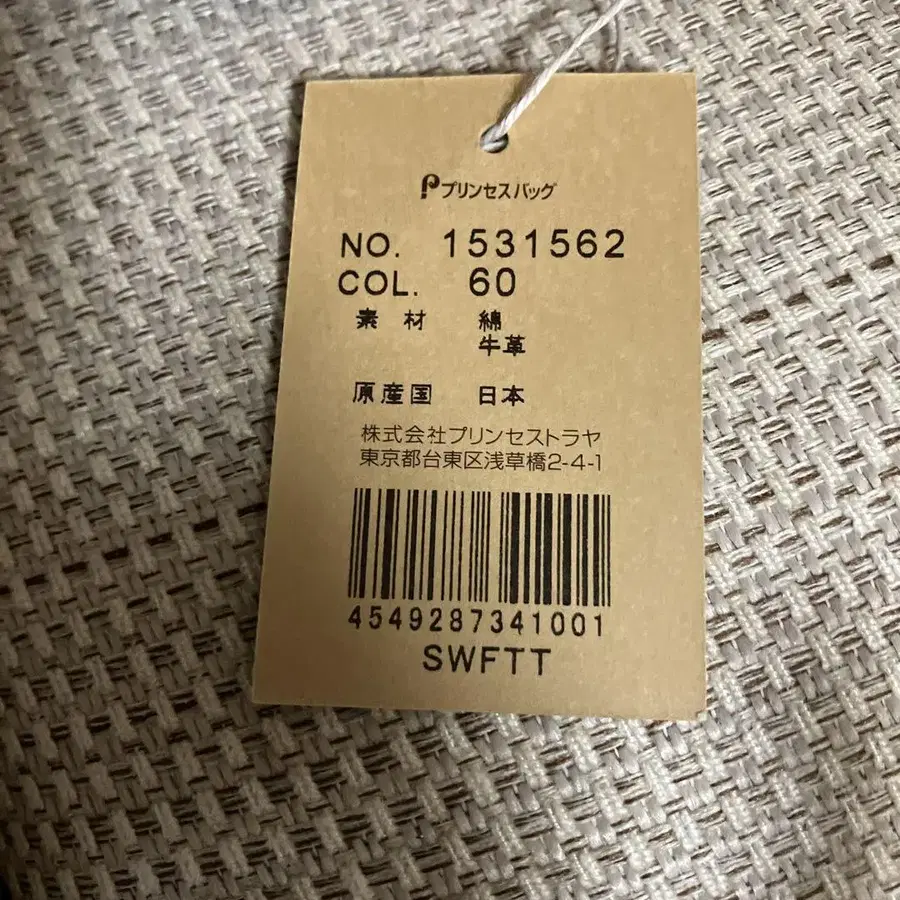 プリンセスバッグ
NO. 1531562
COL. 60
素材 綿
牛革
原産国 日本
株式会社プリンセストラヤ
東京都台東区浅草橋2-4-1
4549287341001
SWFTT